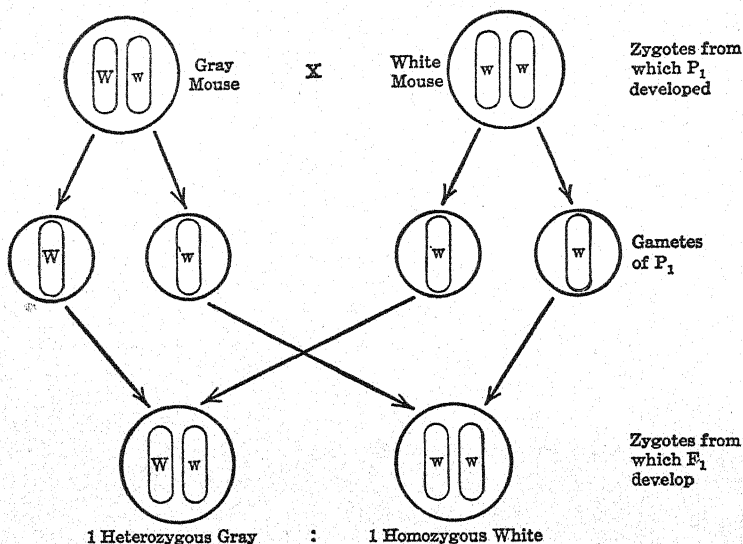 W w
Gray
Mouse
X
White
Mouse
w w
Zygotes from
which P1
developed
W
w
w
w
Gametes
of P1
W w
w w
Zygotes from
which F1
develop
1 Heterozygous Gray : 1 Homozygous White